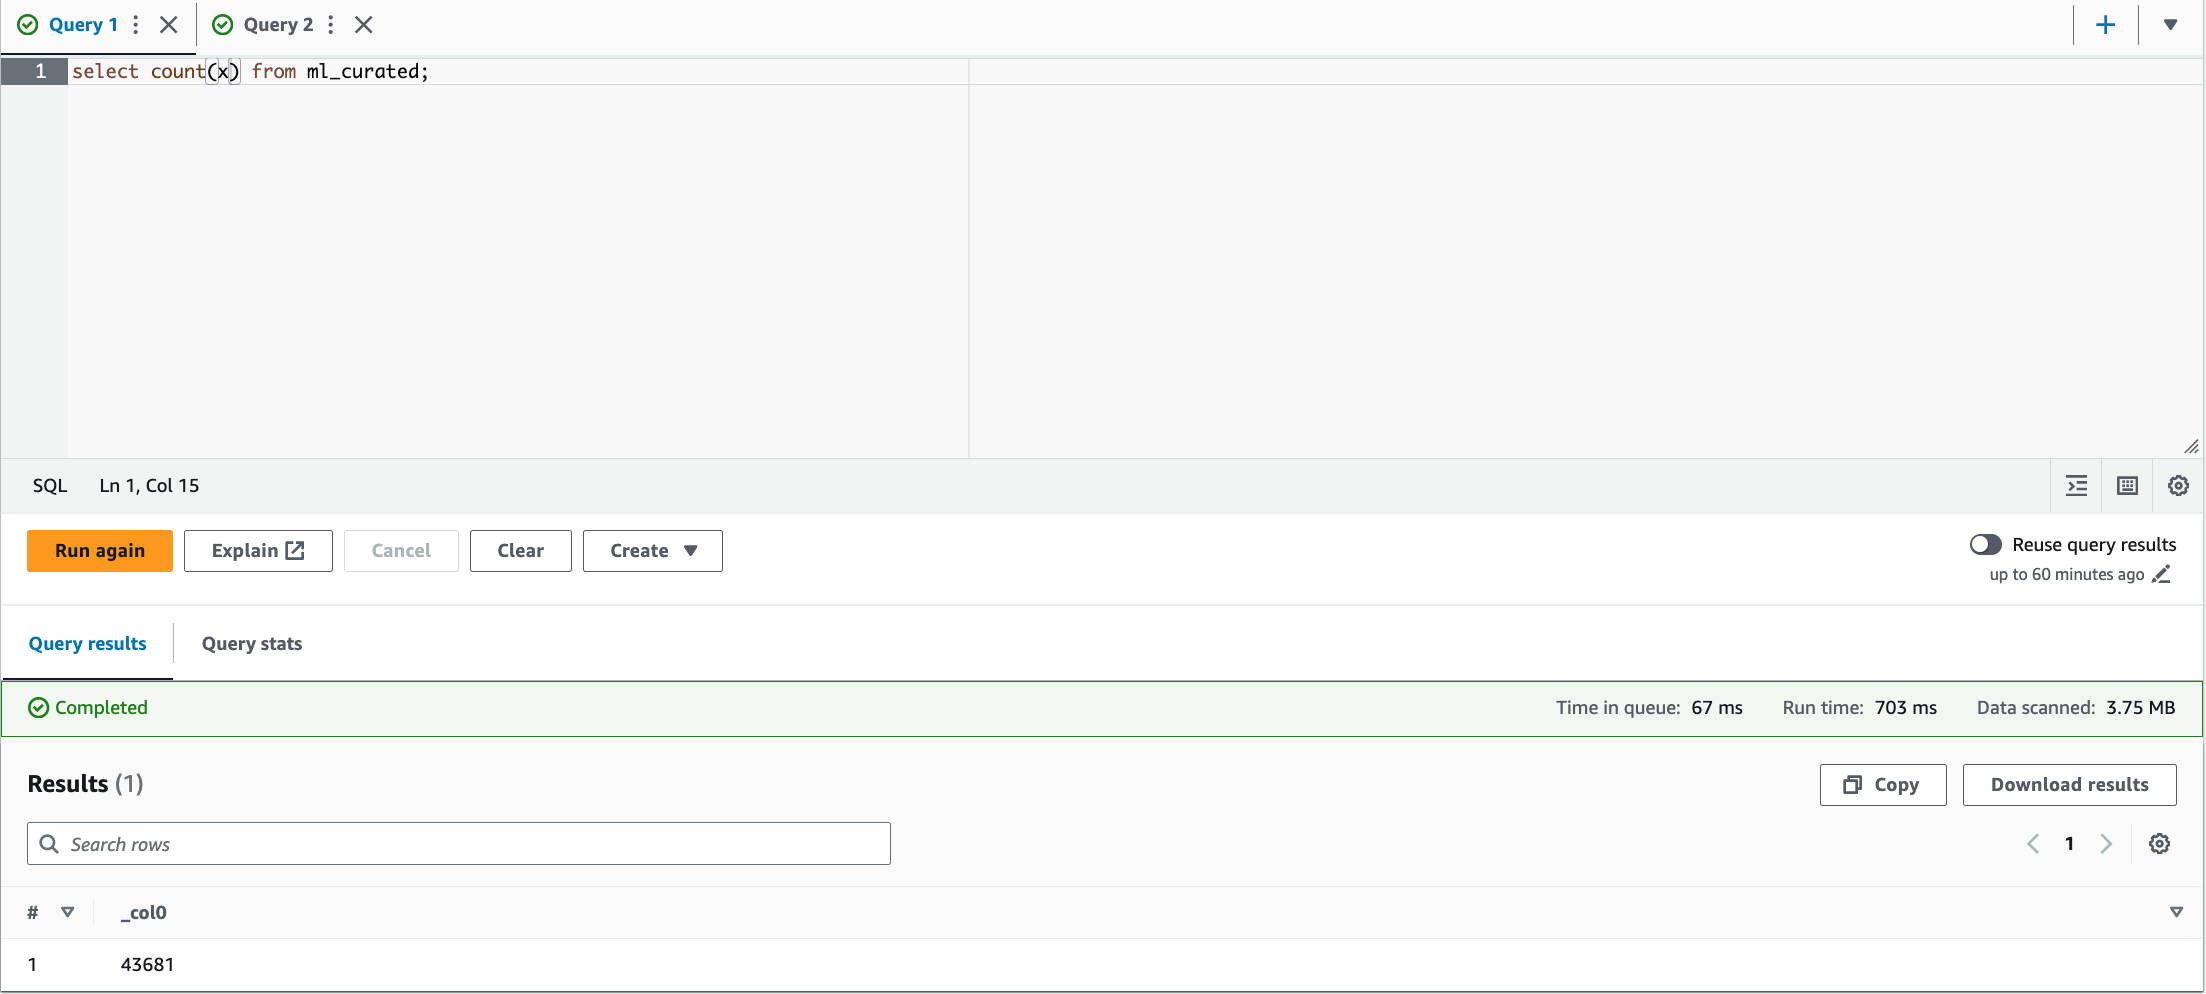 Query 1 Query 2
1 select count(x) from ml_curated;
SQL Ln 1, Col 15
Run again Explain Cancel Clear Create Reuse query results
up to 60 minutes ago
Query results Query stats
Completed Time in queue: 67 ms Run time: 703 ms Data scanned: 3.75 MB
Results (1) Copy Download results
Search rows 1
# _col0
1 43681